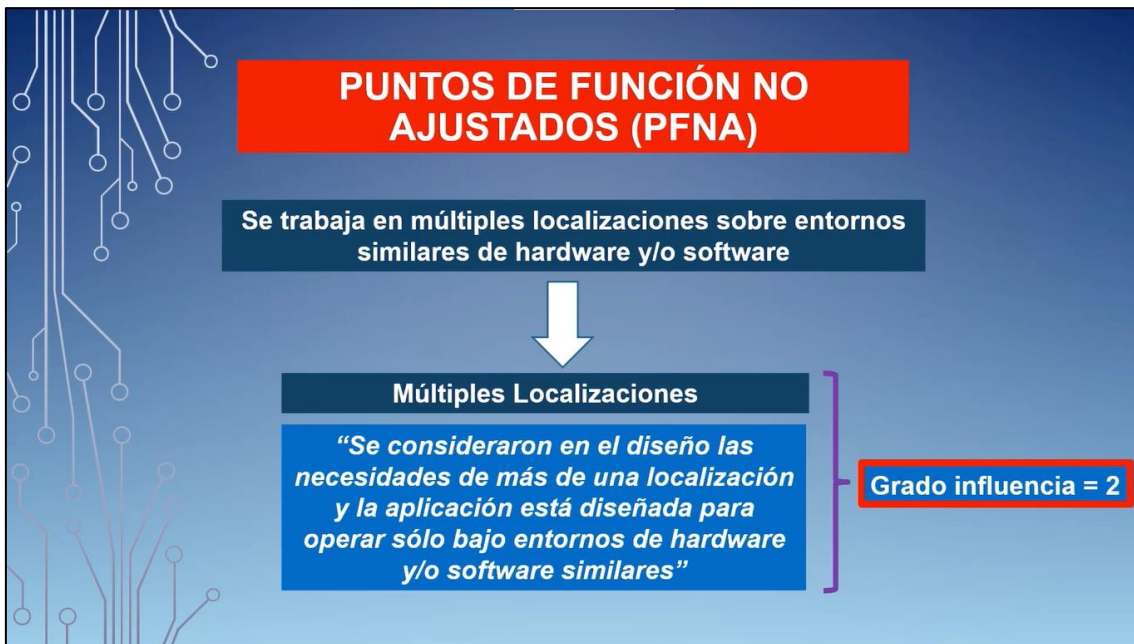 PUNTOS DE FUNCIÓN NO
AJUSTADOS (PFNA)
Se trabaja en múltiples localizaciones sobre entornos
similares de hardware y/o software
Múltiples Localizaciones
“Se consideraron en el diseño las
necesidades de más de una localización
y la aplicación está diseñada para
operar sólo bajo entornos de hardware
y/o software similares”
Grado influencia = 2